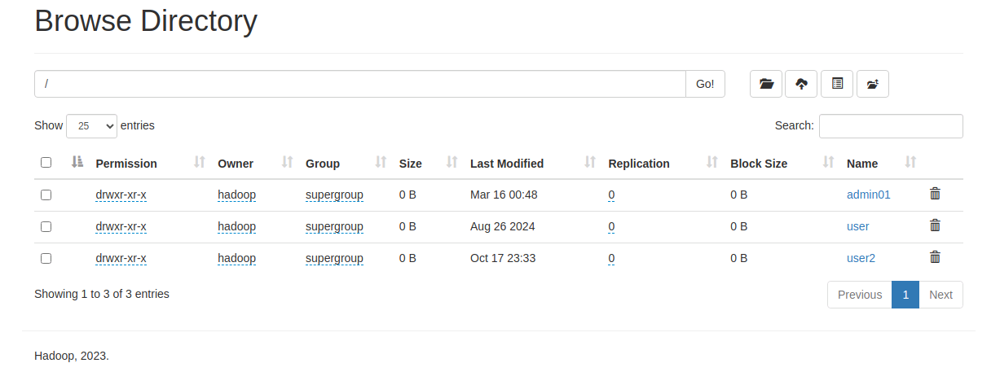 Browse Directory
/ Go!
Show 25 entries Search:
Permission Owner Group Size Last Modified Replication Block Size Name
drwxr-xr-x hadoop supergroup 0 B Mar 16 00:48 0 0 B admin01
drwxr-xr-x hadoop supergroup 0 B Aug 26 2024 0 0 B user
drwxr-xr-x hadoop supergroup 0 B Oct 17 23:33 0 0 B user2
Showing 1 to 3 of 3 entries Previous 1 Next
Hadoop, 2023.